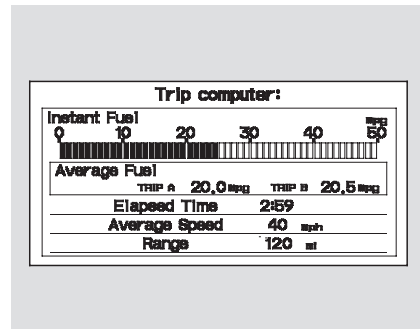 Trip computer:
Instant Fuel mpg
0 10 20 30 40 50
Average Fuel
TRIP A 20.0 mpg TRIP B 20.5 mpg
Elapsed Time 2:59
Average Speed 40 mph
Range 120 mi